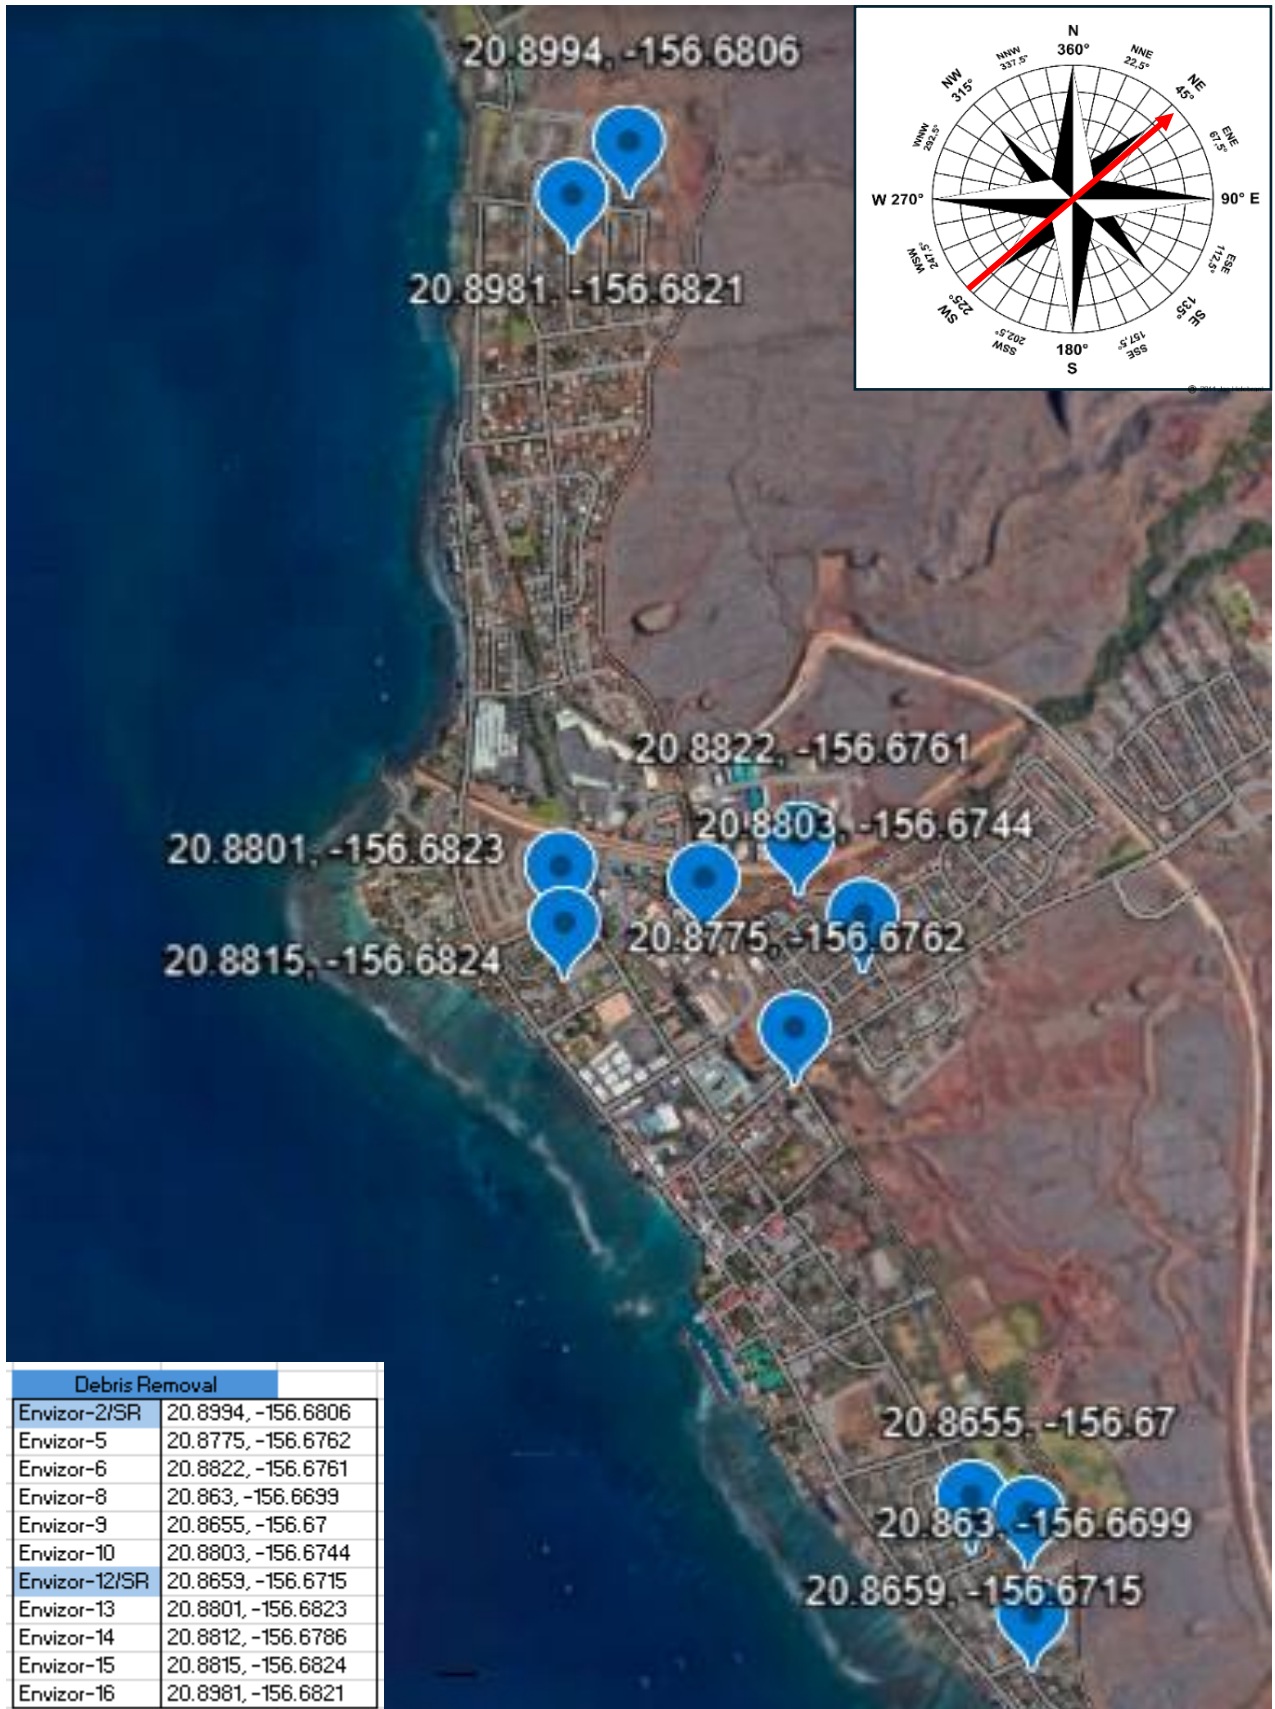 20.8994, -156.6806
20.8981, -156.6821
N
360°
NNE
22,5°
NE
45°
ENE
67,5°
90° E
ESE
112,5°
SE
135°
SSE
157,5°
180°
S
SSW
202,5°
SW
225°
WSW
247,5°
W 270°
WNW
292,5°
NW
315°
NNW
337,5°
20.8822, -156.6761
20.8803, -156.6744
20.8801, -156.6823
20.8775, -156.6762
20.8815, -156.6824
20.8655, -156.67
20.863, -156.6699
20.8659, -156.6715
Debris Removal
Envizor-2/SR 20.8994, -156.6806
Envizor-5 20.8775, -156.6762
Envizor-6 20.8822, -156.6761
Envizor-8 20.863, -156.6699
Envizor-9 20.8655, -156.67
Envizor-10 20.8803, -156.6744
Envizor-12/SR 20.8659, -156.6715
Envizor-13 20.8801, -156.6823
Envizor-14 20.8812, -156.6786
Envizor-15 20.8815, -156.6824
Envizor-16 20.8981, -156.6821